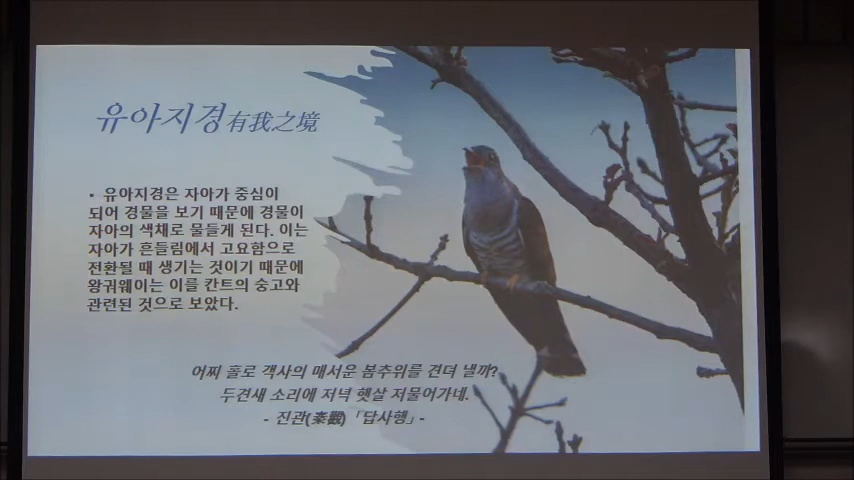 유아지경有我之境
• 유아지경은 자아가 중심이
되어 경물을 보기 때문에 경물이
자아의 색채로 물들게 된다. 이는
자아가 흔들림에서 고요함으로
전환될 때 생기는 것이기 때문에
왕귀웨이는 이를 칸트의 숭고와
관련된 것으로 보았다.
어찌 홀로 객사의 매서운 봄추위를 견뎌 낼까?
두견새 소리에 저녁 햇살 저물어가네.
- 진관(秦觀) 「답사행」 -